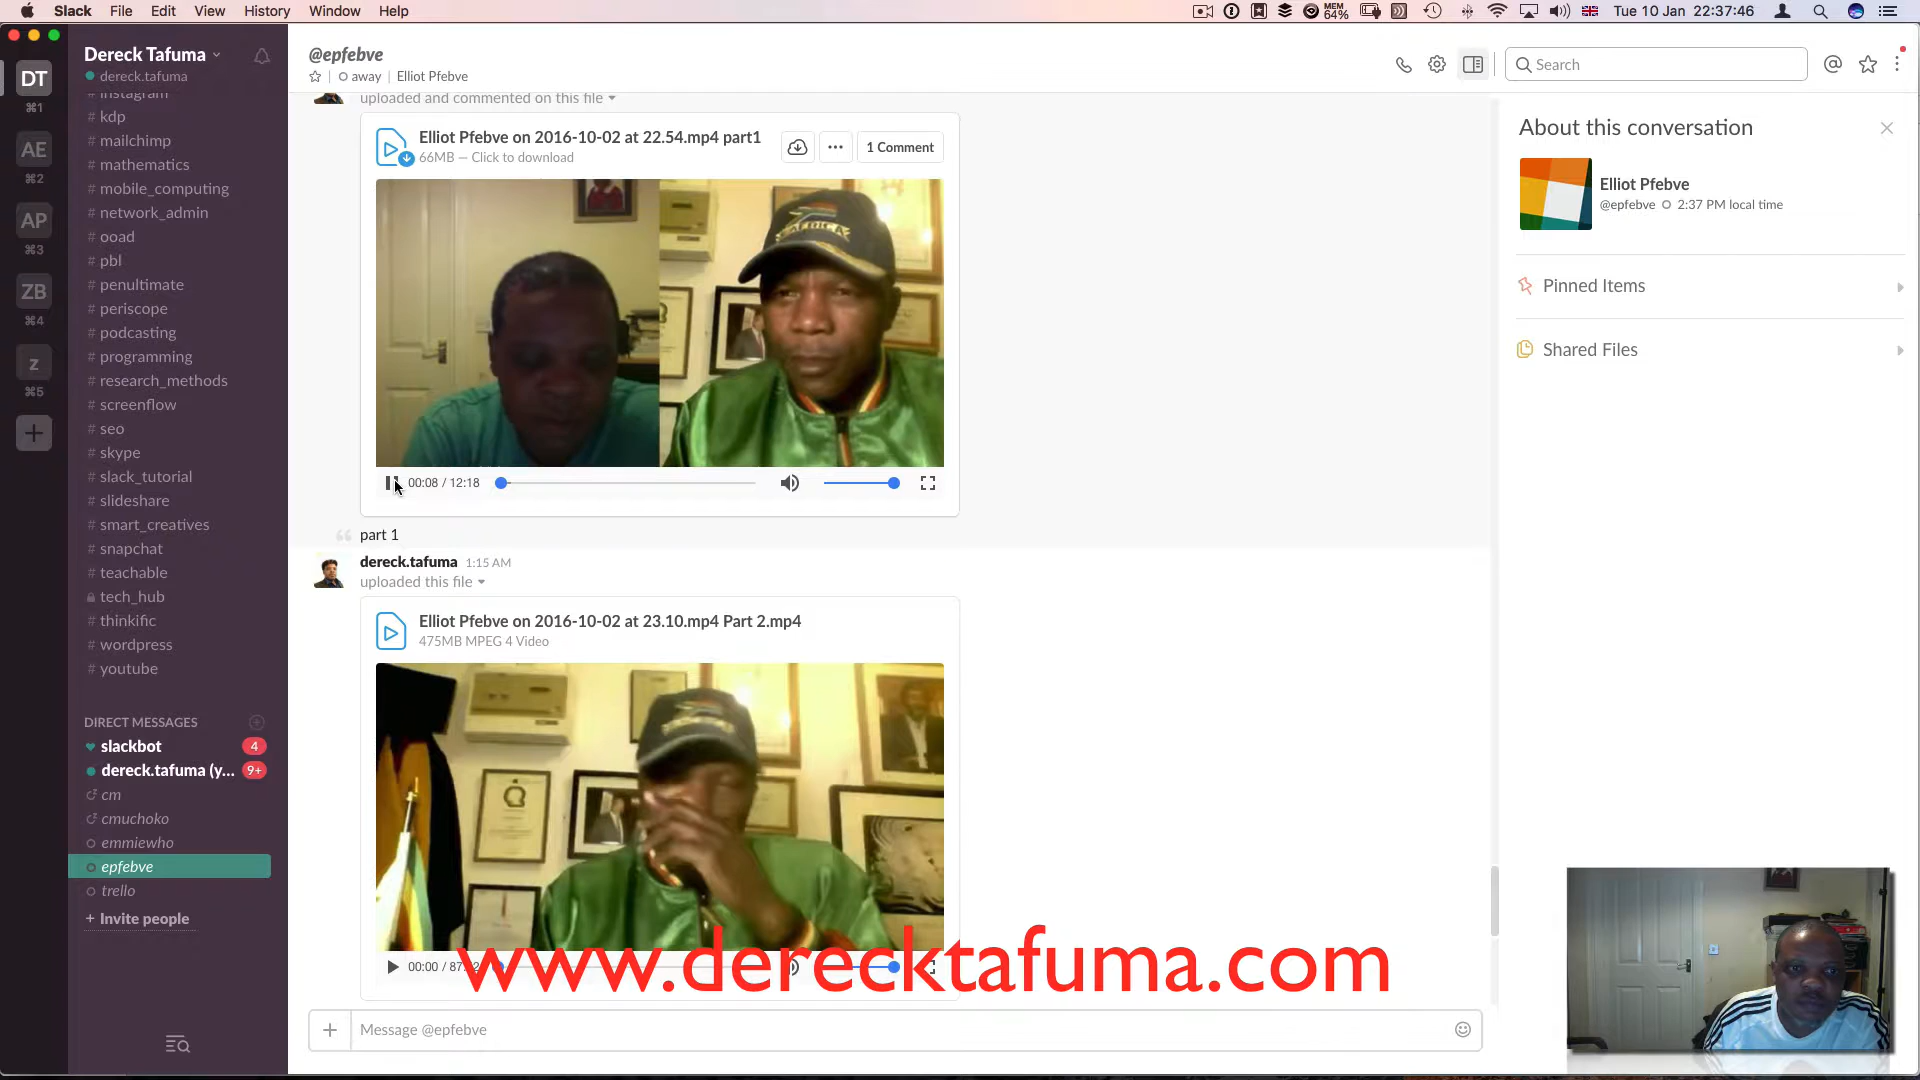 Slack File Edit View History Window Help MEM 64% Tue 10 Jan 22:37:46
Dereck Tafuma
dereck.tafuma
DT
⌘1
AE
⌘2
AP
⌘3
ZB
⌘4
z
⌘5
+
# instagram
# kdp
# mailchimp
# mathematics
# mobile_computing
# network_admin
# ooad
# pbl
# penultimate
# periscope
# podcasting
# programming
# research_methods
# screenflow
# seo
# skype
# slack_tutorial
# slideshare
# smart_creatives
# snapchat
# teachable
tech_hub
# thinkific
# wordpress
# youtube
DIRECT MESSAGES
slackbot 4
dereck.tafuma (y... 9+
cm
cmuchoko
emmiewho
epfebve
trello
+ Invite people
@epfebve
away | Elliot Pfebve
Search
uploaded and commented on this file
Elliot Pfebve on 2016-10-02 at 22.54.mp4 part1
66MB — Click to download
1 Comment
AFRICA
00:08 / 12:18
part 1
dereck.tafuma 1:15 AM
uploaded this file
Elliot Pfebve on 2016-10-02 at 23.10.mp4 Part 2.mp4
475MB MPEG 4 Video
00:00 / 87:
www.derecktafuma.com
Message @epfebve
About this conversation
Elliot Pfebve
@epfebve 2:37 PM local time
Pinned Items
Shared Files